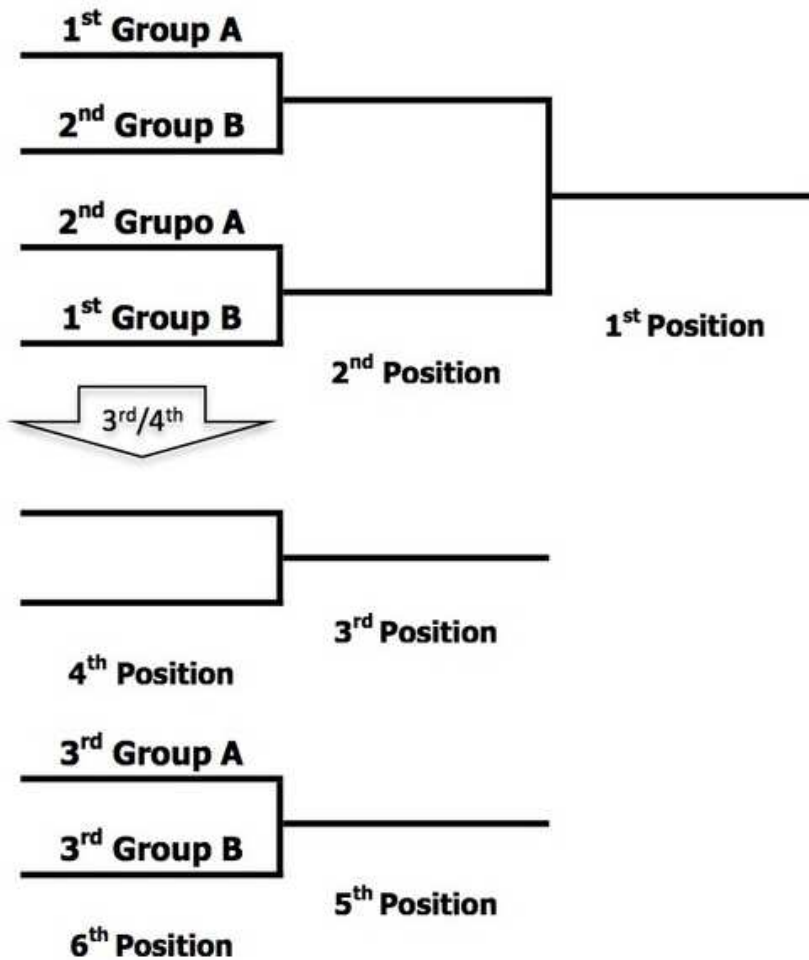 1st Group A
2nd Group B
2nd Grupo A
1st Group B
1st Position
2nd Position
3rd/4th
3rd Position
4th Position
3rd Group A
3rd Group B
5th Position
6th Position